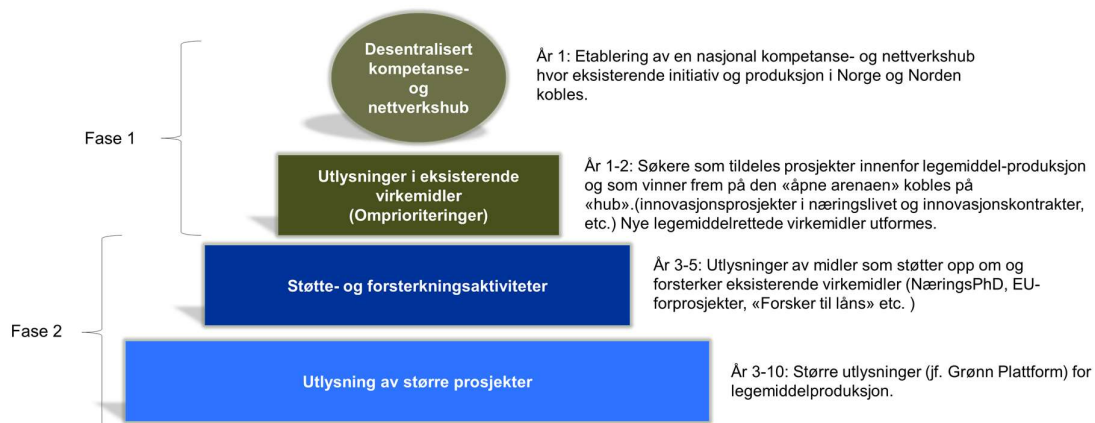 Desentralisert
kompetanse-
og
nettverkshub
År 1: Etablering av en nasjonal kompetanse- og nettverkshub
hvor eksisterende initiativ og produksjon i Norge og Norden
kobles.
Fase 1
Utlysninger i eksisterende
virkemidler
(Omprioriteringer)
År 1-2: Søkere som tildeles prosjekter innenfor legemiddel-produksjon
og som vinner frem på den «åpne arenaen» kobles på
«hub».(innovasjonsprosjekter i næringslivet og innovasjonskontrakter,
etc.) Nye legemiddelrettede virkemidler utformes.
Støtte- og forsterkningsaktiviteter
År 3-5: Utlysninger av midler som støtter opp om og
forsterker eksisterende virkemidler (NæringsPhD, EU-
forprosjekter, «Forsker til låns» etc. )
Fase 2
Utlysning av større prosjekter
År 3-10: Større utlysninger (jf. Grønn Plattform) for
legemiddelproduksjon.